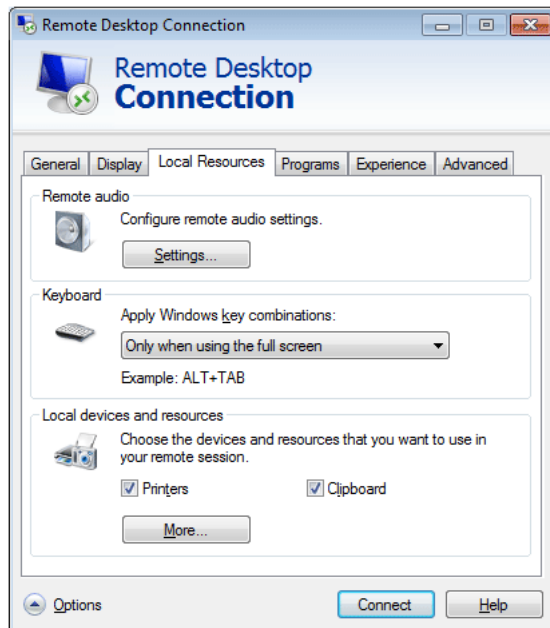 Remote Desktop Connection
Remote Desktop
Connection
General Display Local Resources Programs Experience Advanced
Remote audio
Configure remote audio settings.
Settings...
Keyboard
Apply Windows key combinations:
Only when using the full screen
Example: ALT+TAB
Local devices and resources
Choose the devices and resources that you want to use in
your remote session.
Printers Clipboard
More...
Options Connect Help